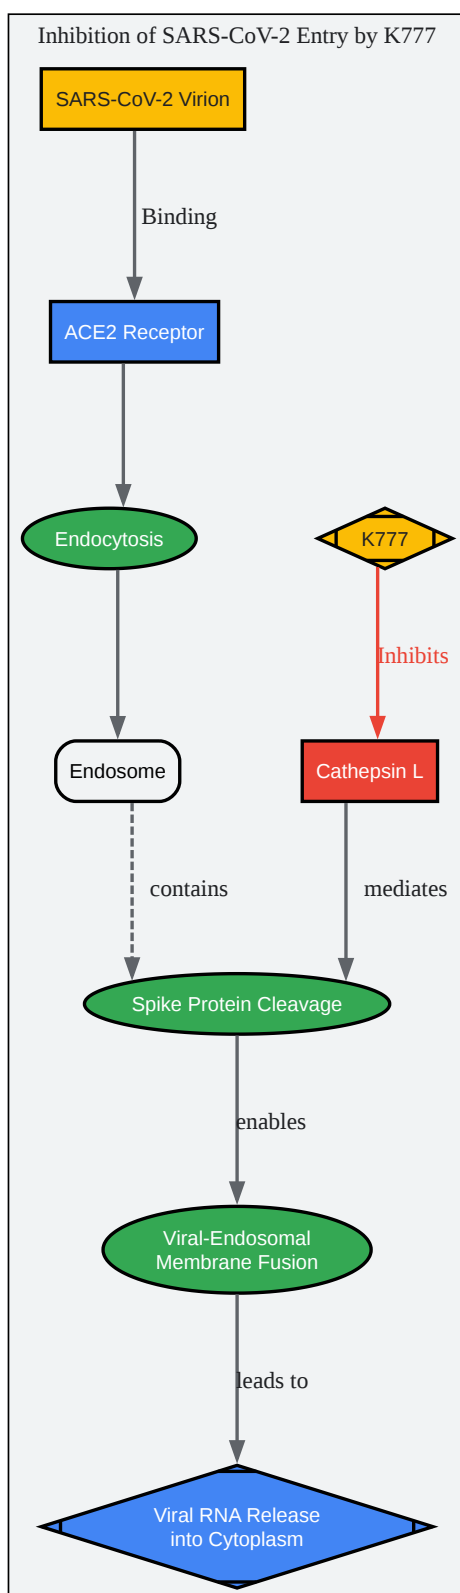 Inhibition of SARS-CoV-2 Entry by K777
SARS-CoV-2 Virion
Binding
ACE2 Receptor
Endocytosis
K777
Inhibits
Endosome
Cathepsin L
contains
mediates
Spike Protein Cleavage
enables
Viral-Endosomal
Membrane Fusion
leads to
Viral RNA Release
into Cytoplasm